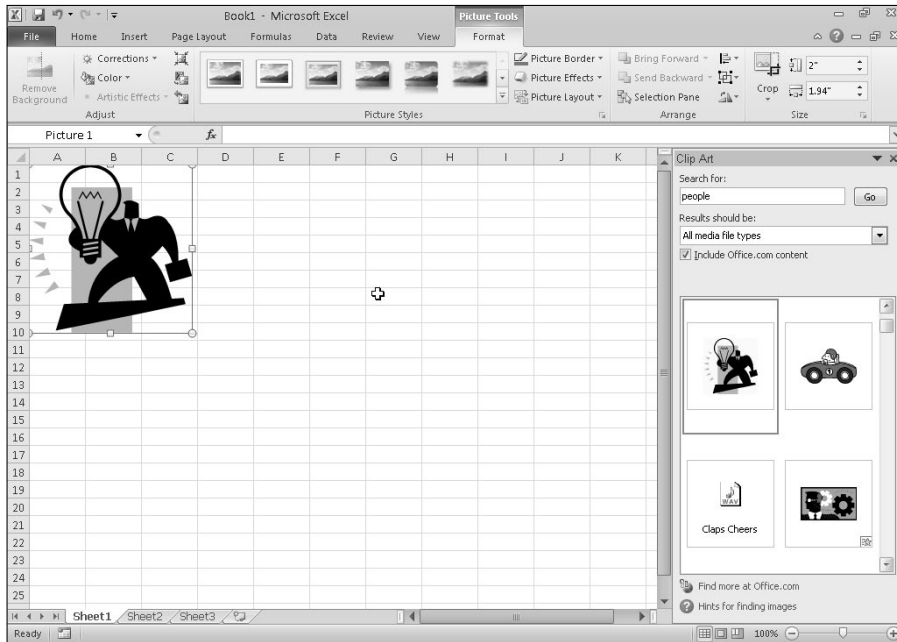 Book1 - Microsoft Excel
Picture Tools
File Home Insert Page Layout Formulas Data Review View Format
Remove Background
Corrections
Color
Artistic Effects
Adjust
Picture Styles
Picture Border
Picture Effects
Picture Layout
Bring Forward
Send Backward
Selection Pane
Arrange
Crop
2"
1.94"
Size
Picture 1
fx
A B C D E F G H I J K
1
2
3
4
5
6
7
8
9
10
11
12
13
14
15
16
17
18
19
20
21
22
23
24
25
Clip Art
Search for:
people
Go
Results should be:
All media file types
Include Office.com content
WAV
Claps Cheers
Find more at Office.com
Hints for finding images
Sheet1 Sheet2 Sheet3
Ready
100%